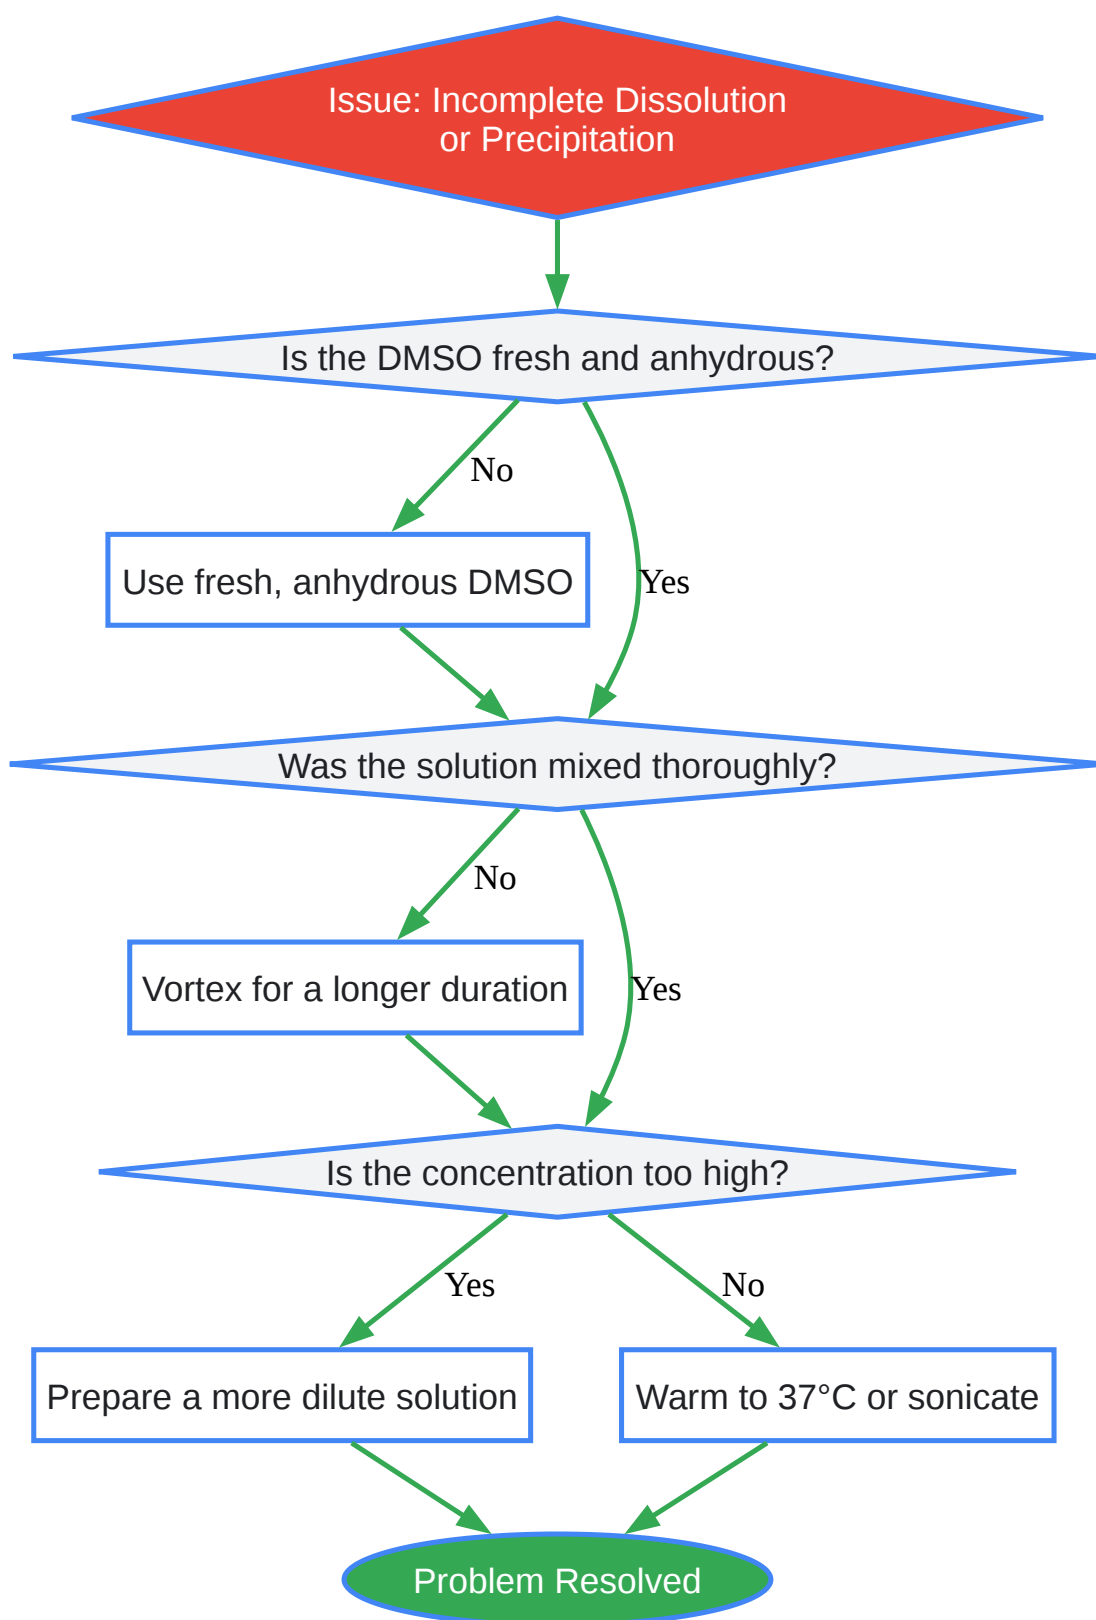 Issue: Incomplete Dissolution
or Precipitation
Is the DMSO fresh and anhydrous?
No
Use fresh, anhydrous DMSO
Yes
Was the solution mixed thoroughly?
No
Vortex for a longer duration
Yes
Is the concentration too high?
Yes
No
Prepare a more dilute solution
Warm to 37°C or sonicate
Problem Resolved